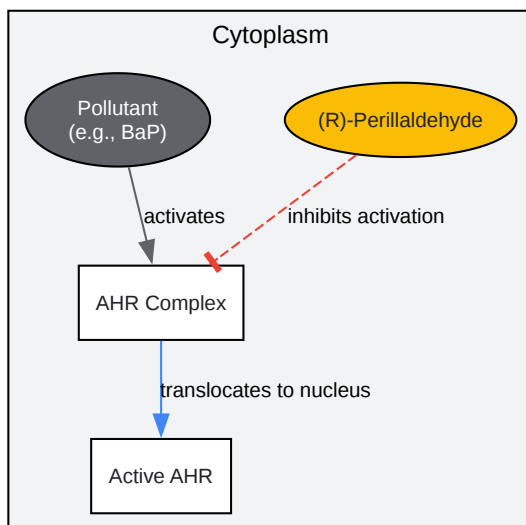 Cytoplasm
Pollutant
(e.g., BaP)
(R)-Perillaldehyde
activates
inhibits activation
AHR Complex
translocates to nucleus
Active AHR